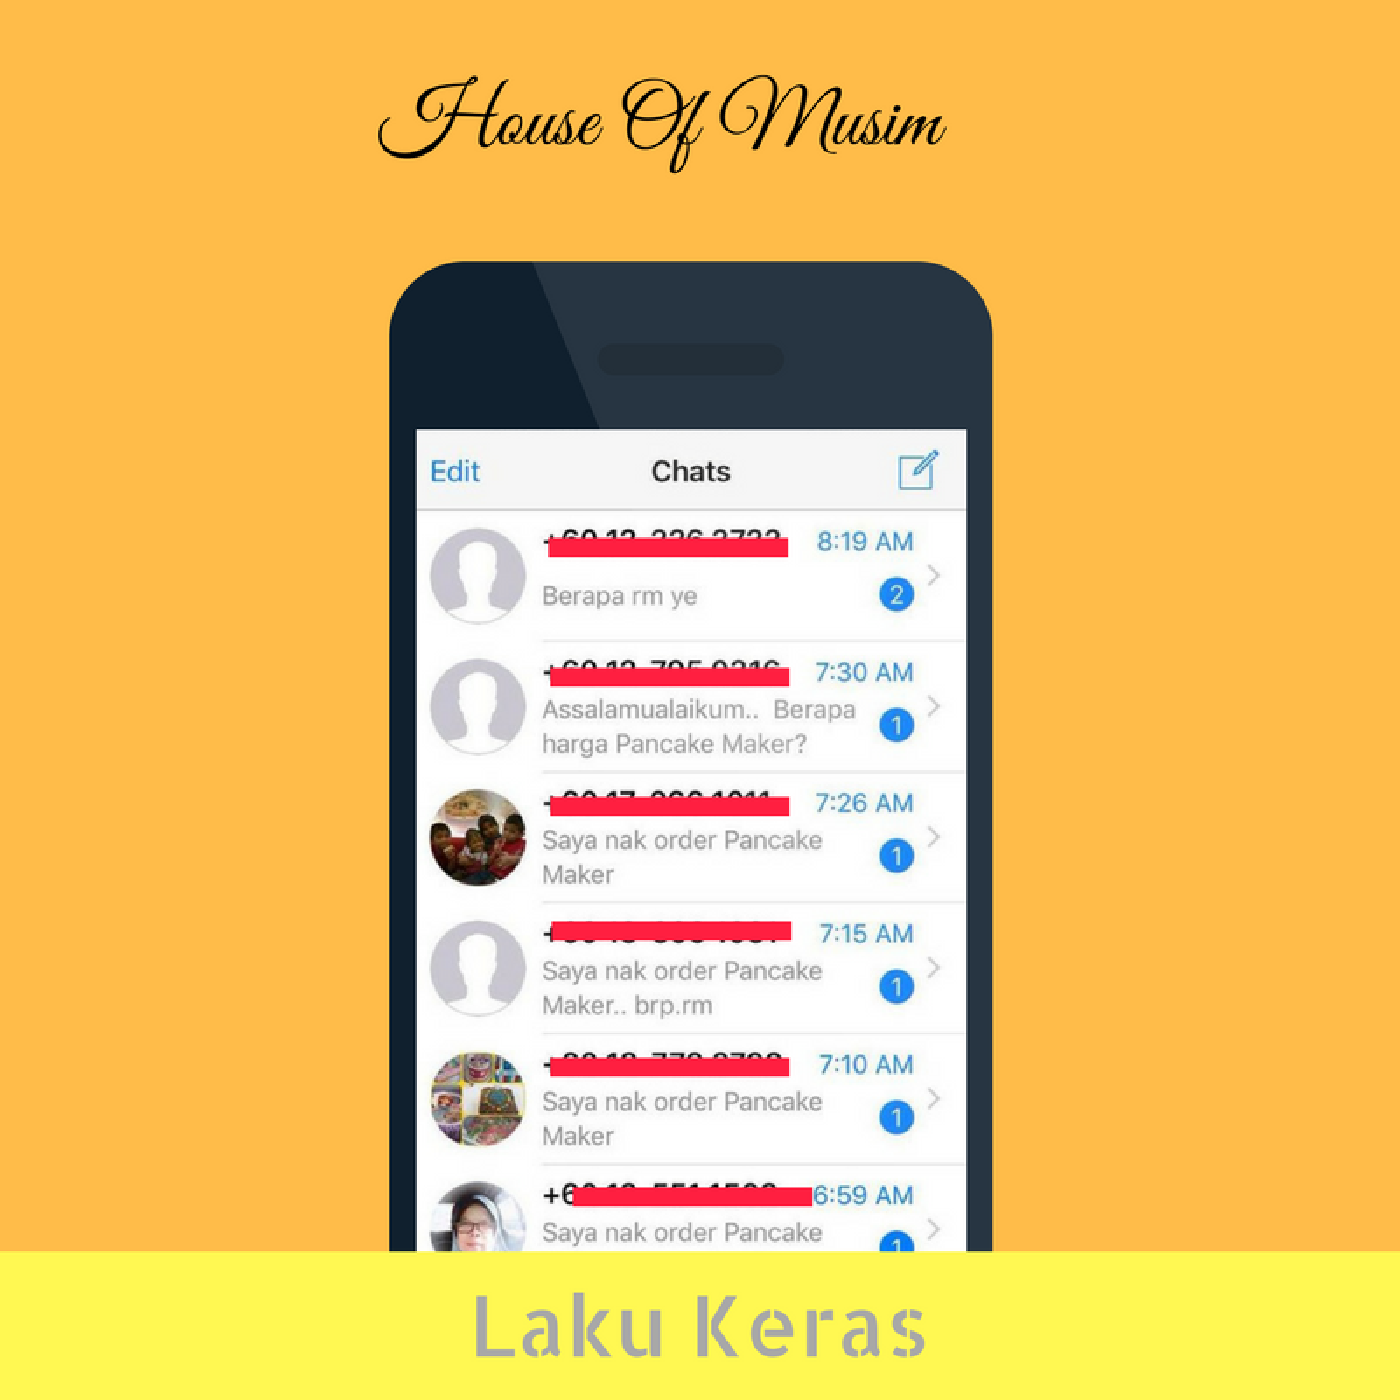 House Of Musim
Edit
Chats
8:19 AM
Berapa rm ye
2
7:30 AM
Assalamualaikum.. Berapa
harga Pancake Maker?
1
7:26 AM
Saya nak order Pancake
Maker
1
7:15 AM
Saya nak order Pancake
Maker.. brp.rm
1
7:10 AM
Saya nak order Pancake
Maker
1
6:59 AM
Saya nak order Pancake
1
Laku Keras